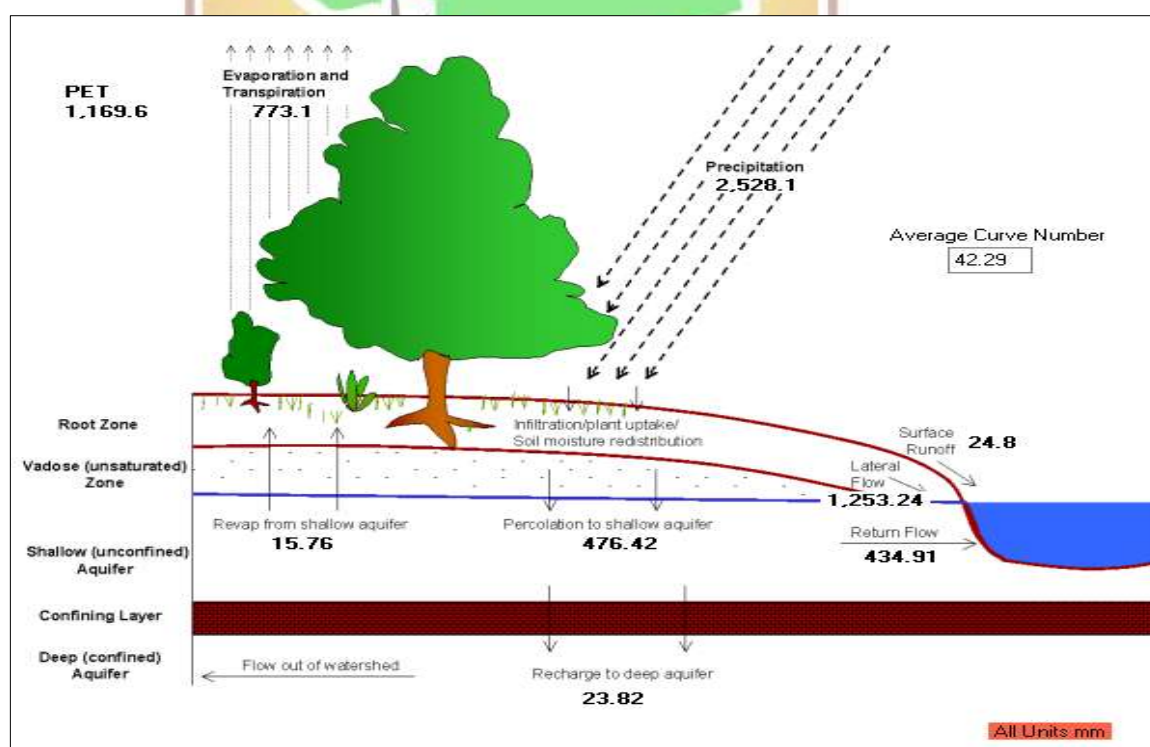 PET
1,169.6
Evaporation and
Transpiration
773.1
Precipitation
2,528.1
Average Curve Number
42.29
Root Zone
Infiltration/plant uptake/
Soil moisture redistribution
Surface
Runoff
24.8
Vadose (unsaturated)
Zone
Lateral
Flow
1,253.24
Revap from shallow aquifer
15.76
Percolation to shallow aquifer
476.42
Return Flow
434.91
Shallow (unconfined)
Aquifer
Confining Layer
Deep (confined)
Aquifer
Flow out of watershed
Recharge to deep aquifer
23.82
All Units mm